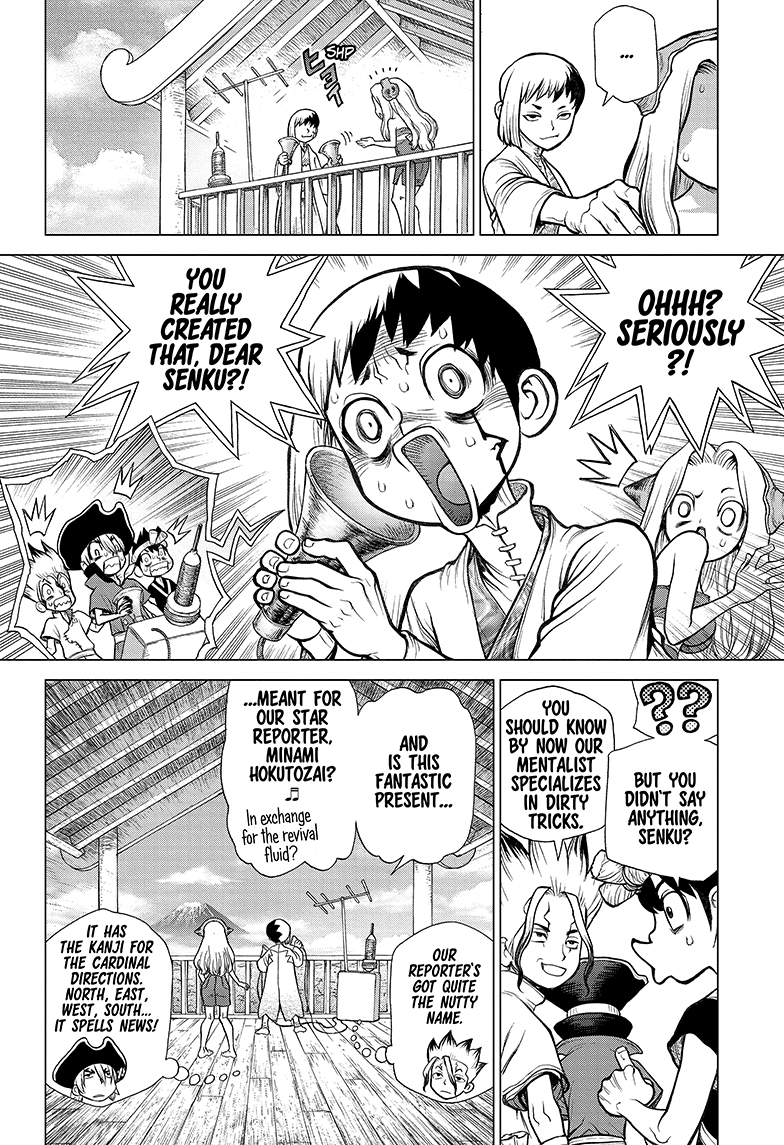 ...
SHP
ヒョイ
OHHH?
SERIOUSLY
?!
YOU
REALLY
CREATED
THAT, DEAR
SENKU?!
??
BUT YOU
DIDN'T SAY
ANYTHING,
SENKU?
YOU
SHOULD KNOW
BY NOW OUR
MENTALIST
SPECIALIZES
IN DIRTY
TRICKS.
AND
IS THIS
FANTASTIC
PRESENT...
...MEANT FOR
OUR STAR
REPORTER,
MINAMI
HOKUTOZAI?
♬
In exchange
for the revival
fluid?
OUR
REPORTER'S
GOT QUITE
THE NUTTY
NAME.
IT HAS
THE KANJI FOR
THE CARDINAL
DIRECTIONS.
NORTH, EAST,
WEST, SOUTH...
IT SPELLS NEWS!